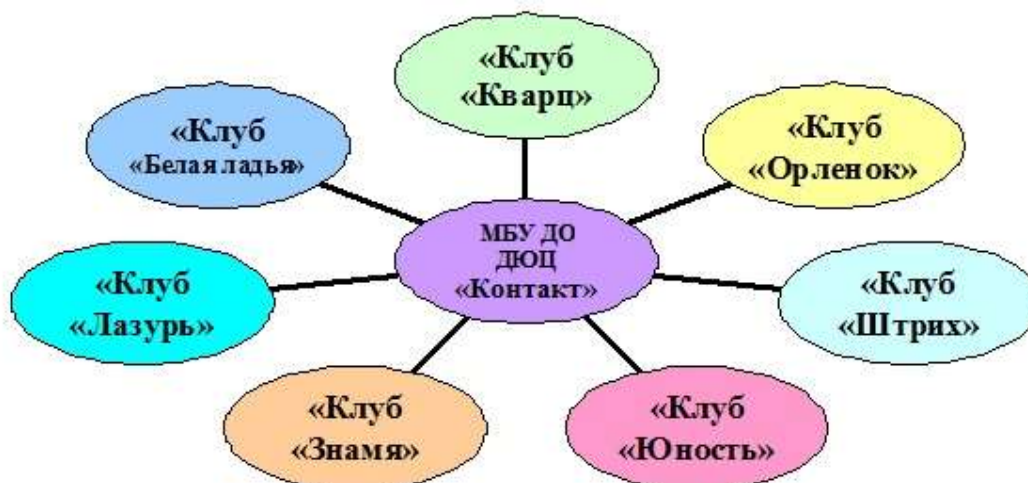 «Клуб
«Кварц»
«Клуб
«Белая ладья»
«Клуб
«Орленок»
МБУ ДО
ДЮЦ
«Контакт»
«Клуб
«Лазурь»
«Клуб
«Штрих»
«Клуб
«Знамя»
«Клуб
«Юность»